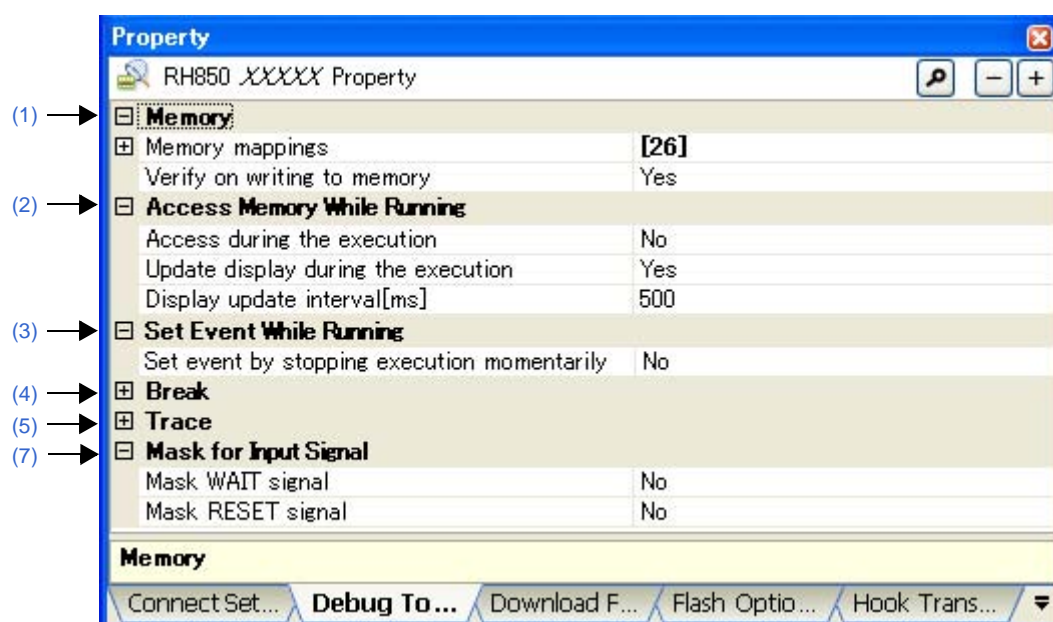 Property
RH850 XXXXX Property
(1) Memory
Memory mappings [26]
Verify on writing to memory Yes
(2) Access Memory While Running
Access during the execution No
Update display during the execution Yes
Display update interval[ms] 500
(3) Set Event While Running
Set event by stopping execution momentarily No
(4) Break
(5) Trace
(7) Mask for Input Signal
Mask WAIT signal No
Mask RESET signal No
Memory
Connect Set... Debug To... Download F... Flash Optio... Hook Trans...